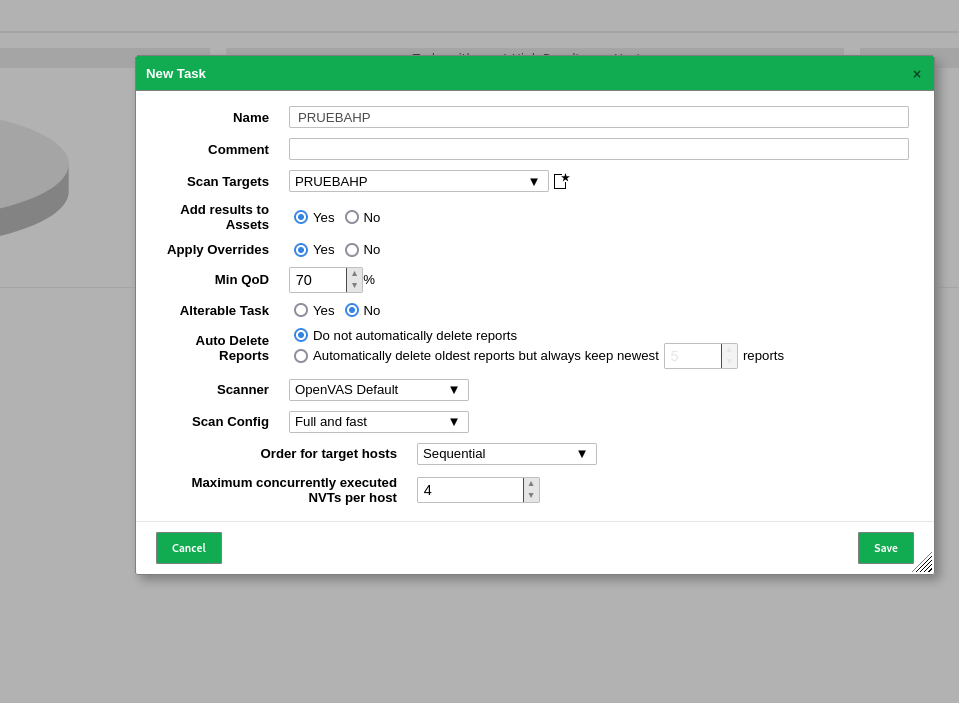 New Task ×
Name PRUEBAHP
Comment
Scan Targets PRUEBAHP ▼
Add results to
Assets
Yes No
Apply Overrides Yes No
Min QoD 70 %
Alterable Task Yes No
Auto Delete
Reports
Do not automatically delete reports
Automatically delete oldest reports but always keep newest 5 reports
Scanner OpenVAS Default ▼
Scan Config Full and fast ▼
Order for target hosts Sequential ▼
Maximum concurrently executed
NVTs per host
4
Cancel Save